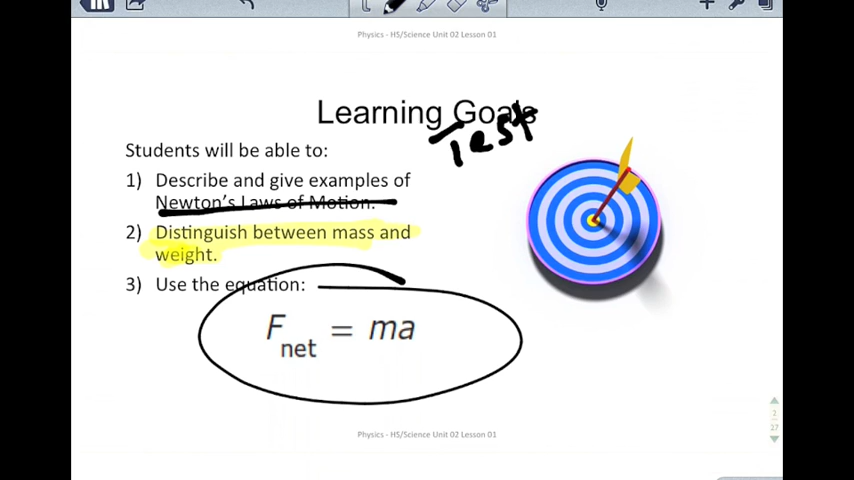 Physics - HS/Science Unit 02 Lesson 01
Learning Goals
Test
Students will be able to:
1) Describe and give examples of
Newton's Laws of Motion.
2) Distinguish between mass and
weight.
3) Use the equation:
F net = ma
Physics - HS/Science Unit 02 Lesson 01
27